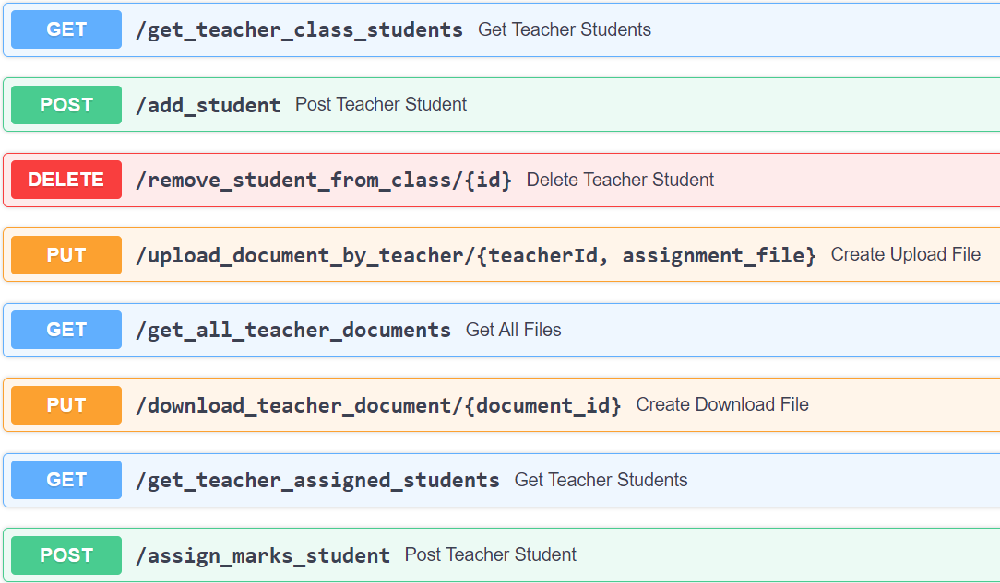 GET /get_teacher_class_students Get Teacher Students
POST /add_student Post Teacher Student
DELETE /remove_student_from_class/{id} Delete Teacher Student
PUT /upload_document_by_teacher/{teacherId, assignment_file} Create Upload File
GET /get_all_teacher_documents Get All Files
PUT /download_teacher_document/{document_id} Create Download File
GET /get_teacher_assigned_students Get Teacher Students
POST /assign_marks_student Post Teacher Student